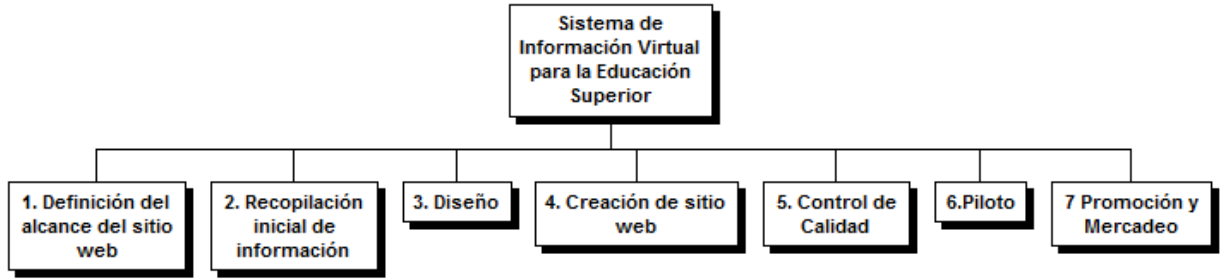 Sistema de
Información Virtual
para la Educación
Superior
1. Definición del
alcance del sitio
web
2. Recopilación
inicial de
información
3. Diseño
4. Creación de sitio
web
5. Control de
Calidad
6.Piloto
7 Promoción y
Mercadeo